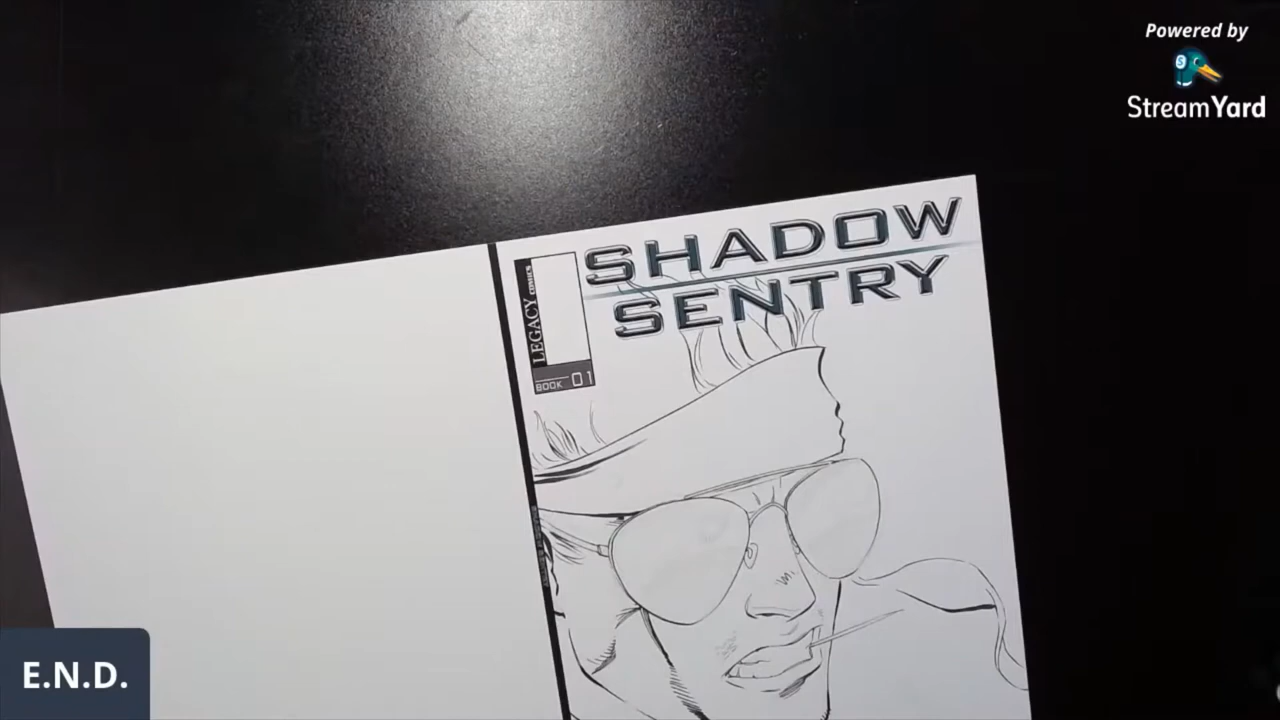 Powered by
StreamYard
SHADOW
SENTRY
LEGACY COMICS
BOOK 01
E.N.D.